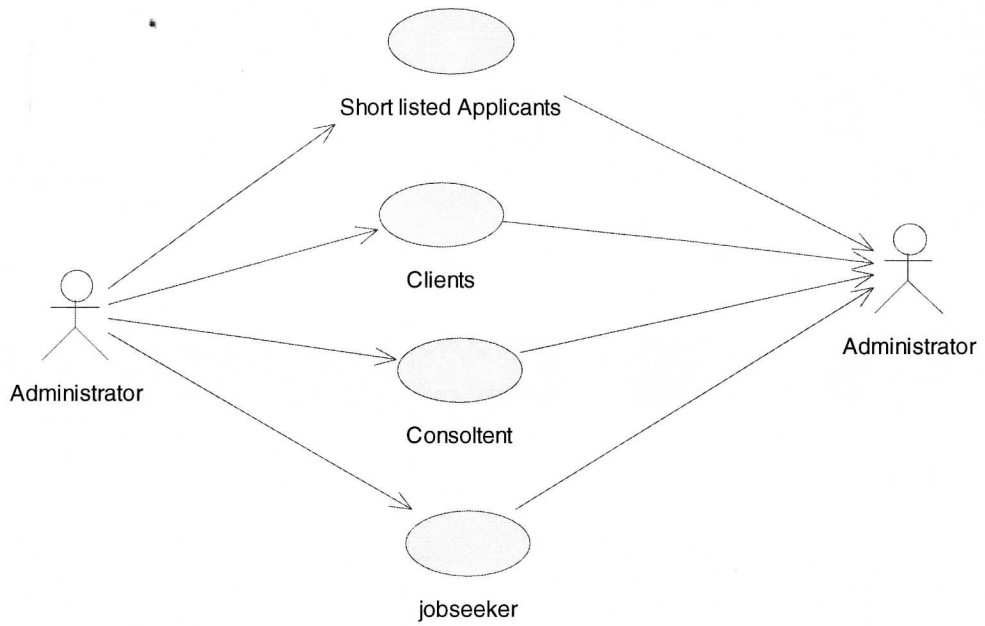 Short listed Applicants
Clients
Administrator
Administrator
Consoltent
jobseeker